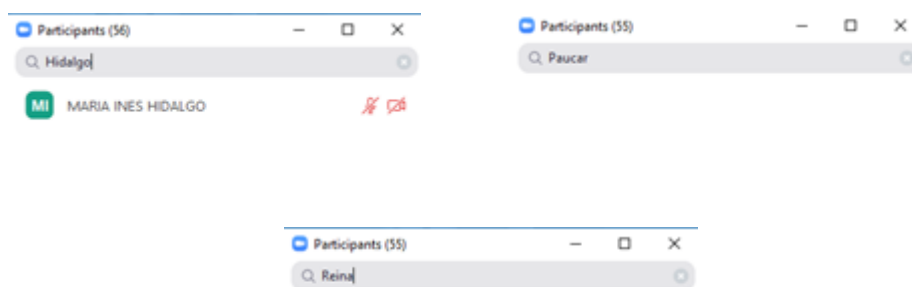 Participants (56)
Hidalgo
MI MARIA INES HIDALGO
Participants (55)
Paucar
Participants (55)
Reina